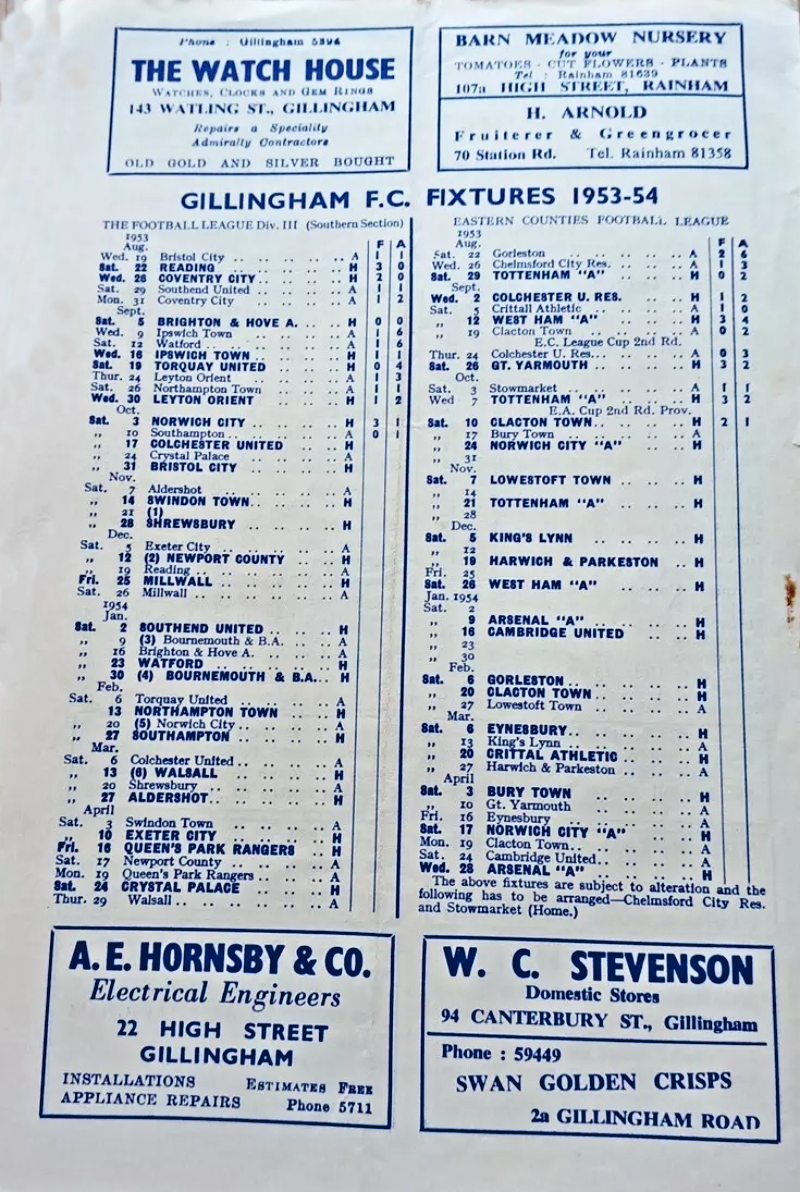 Phone : Gillingham 5894
THE WATCH HOUSE
WATCHES, CLOCKS AND GEM RINGS
143 WATLING ST., GILLINGHAM
Repairs a Speciality
Admiralty Contractors
OLD GOLD AND SILVER BOUGHT
BARN MEADOW NURSERY
for your
TOMATOES - CUT FLOWERS - PLANTS
Tel : Rainham 81639
107a HIGH STREET, RAINHAM
H. ARNOLD
Fruiterer & Greengrocer
70 Station Rd. Tel. Rainham 81358
GILLINGHAM F.C. FIXTURES 1953-54
THE FOOTBALL LEAGUE Div. III (Southern Section)
1953 F A
Aug.
Wed. 19 Bristol City .. .. .. .. A 1 1
Sat. 22 READING .. .. .. .. H 3 0
Wed. 26 COVENTRY CITY .. .. .. H 2 0
Sat. 29 Southend United .. .. .. A 1 1
Mon. 31 Coventry City .. .. .. A 1 2
Sept.
Sat. 5 BRIGHTON & HOVE A. .. .. H 0 0
Wed. 9 Ipswich Town .. .. .. A 1 6
Sat. 12 Watford .. .. .. .. A 1 6
Wed. 16 IPSWICH TOWN .. .. .. H 1 1
Sat. 19 TORQUAY UNITED .. .. .. H 0 4
Thur. 24 Leyton Orient .. .. .. A 1 3
Sat. 26 Northampton Town .. .. .. A 1 1
Wed. 30 LEYTON ORIENT .. .. .. H 1 2
Oct.
Sat. 3 NORWICH CITY .. .. .. H 3 1
,, 10 Southampton .. .. .. .. A 0 1
,, 17 COLCHESTER UNITED .. .. H
,, 24 Crystal Palace .. .. .. A
,, 31 BRISTOL CITY .. .. .. H
Nov.
Sat. 7 Aldershot .. .. .. .. A
,, 14 SWINDON TOWN .. .. .. H
,, 21 (1)
,, 28 SHREWSBURY .. .. .. H
Dec.
Sat. 5 Exeter City .. .. .. .. A
,, 12 (2) NEWPORT COUNTY .. .. H
,, 19 Reading .. .. .. .. A
Fri. 25 MILLWALL .. .. .. .. H
Sat. 26 Millwall .. .. .. .. A
1954
Jan.
Sat. 2 SOUTHEND UNITED .. .. H
,, 9 (3) Bournemouth & B.A. .. .. A
,, 16 Brighton & Hove A. .. .. .. A
,, 23 WATFORD .. .. .. .. H
,, 30 (4) BOURNEMOUTH & B.A. .. .. H
Feb.
Sat. 6 Torquay United .. .. .. A
13 NORTHAMPTON TOWN .. .. H
,, 20 (5) Norwich City .. .. .. A
,, 27 SOUTHAMPTON .. .. .. H
Mar.
Sat. 6 Colchester United .. .. .. A
,, 13 (6) WALSALL .. .. .. H
,, 20 Shrewsbury .. .. .. .. A
,, 27 ALDERSHOT .. .. .. .. H
April
Sat. 3 Swindon Town .. .. .. A
,, 10 EXETER CITY .. .. .. H
Fri. 16 QUEEN'S PARK RANGERS .. H
Sat. 17 Newport County .. .. .. A
Mon. 19 Queen's Park Rangers .. .. .. A
Sat. 24 CRYSTAL PALACE .. .. .. H
Thur. 29 Walsall .. .. .. .. A
EASTERN COUNTIES FOOTBALL LEAGUE
1953 F A
Aug.
Sat. 22 Gorleston .. .. .. .. A 2 6
Wed. 26 Chelmsford City Res. .. .. .. A 1 3
Sat. 29 TOTTENHAM "A" .. .. .. H 0 2
Sept.
Wed. 2 COLCHESTER U. RES. .. .. H 1 2
Sat. 5 Crittall Athletic .. .. .. A 1 0
,, 12 WEST HAM "A" .. .. .. H 3 4
,, 19 Clacton Town .. .. .. A 0 2
E.C. League Cup 2nd Rd.
Thur. 24 Colchester U. Res. .. .. .. A 0 3
Sat. 26 GT. YARMOUTH .. .. .. H 3 2
Oct.
Sat. 3 Stowmarket .. .. .. .. A 1 1
Wed 7 TOTTENHAM "A" .. .. .. H 3 2
E.A. Cup 2nd Rd. Prov.
Sat. 10 CLACTON TOWN .. .. .. H 2 1
,, 17 Bury Town .. .. .. .. A
,, 24 NORWICH CITY "A" .. .. H
,, 31
Nov.
Sat. 7 LOWESTOFT TOWN .. .. .. H
,, 14
,, 21 TOTTENHAM "A" .. .. .. H
,, 28
Dec.
Sat. 5 KING'S LYNN .. .. .. H
,, 12
,, 19 HARWICH & PARKESTON .. H
Fri. 25
Sat. 26 WEST HAM "A" .. .. .. H
Jan. 1954
Sat. 2
,, 9 ARSENAL "A" .. .. .. H
,, 16 CAMBRIDGE UNITED .. .. H
,, 23
,, 30
Feb.
Sat. 6 GORLESTON .. .. .. .. H
,, 20 CLACTON TOWN .. .. .. H
,, 27 Lowestoft Town .. .. .. A
Mar.
Sat. 6 EYNESBURY .. .. .. .. H
,, 13 King's Lynn .. .. .. .. A
,, 20 CRITTAL ATHLETIC .. .. .. H
,, 27 Harwich & Parkeston .. .. .. A
April
Sat. 3 BURY TOWN .. .. .. H
,, 10 Gt. Yarmouth .. .. .. A
Fri. 16 Eynesbury .. .. .. .. A
Sat. 17 NORWICH CITY "A" .. .. H
Mon. 19 Clacton Town .. .. .. A
Sat. 24 Cambridge United .. .. .. A
Wed. 28 ARSENAL "A" .. .. .. H
The above fixtures are subject to alteration and the
following has to be arranged—Chelmsford City Res.
and Stowmarket (Home.)
A. E. HORNSBY & CO.
Electrical Engineers
22 HIGH STREET
GILLINGHAM
INSTALLATIONS ESTIMATES FREE
APPLIANCE REPAIRS Phone 5711
W. C. STEVENSON
Domestic Stores
94 CANTERBURY ST., Gillingham
Phone : 59449
SWAN GOLDEN CRISPS
2a GILLINGHAM ROAD